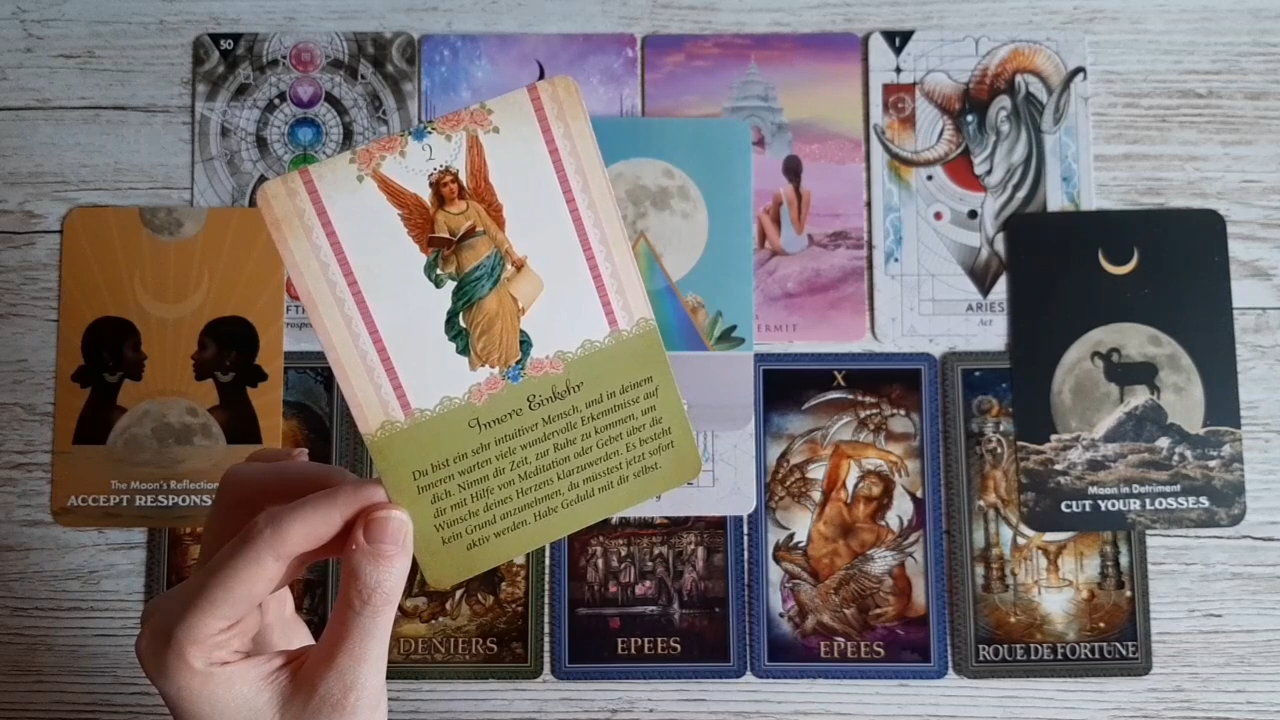 50
I
2
ERMIT
ARIES
Act
Innere Einkehr
Du bist ein sehr intuitiver Mensch, und in deinem
Inneren warten viele wundervolle Erkenntnisse auf
dich. Nimm dir Zeit, zur Ruhe zu kommen, um
dir mit Hilfe von Meditation oder Gebet über die
Wünsche deines Herzens klarzuwerden. Es besteht
kein Grund anzunehmen, du müsstest jetzt sofort
aktiv werden. Habe Geduld mit dir selbst.
The Moon's Reflection
ACCEPT RESPONS
Moon in Detriment
CUT YOUR LOSSES
X
DENIERS
EPEES
EPEES
ROUE DE FORTUNE